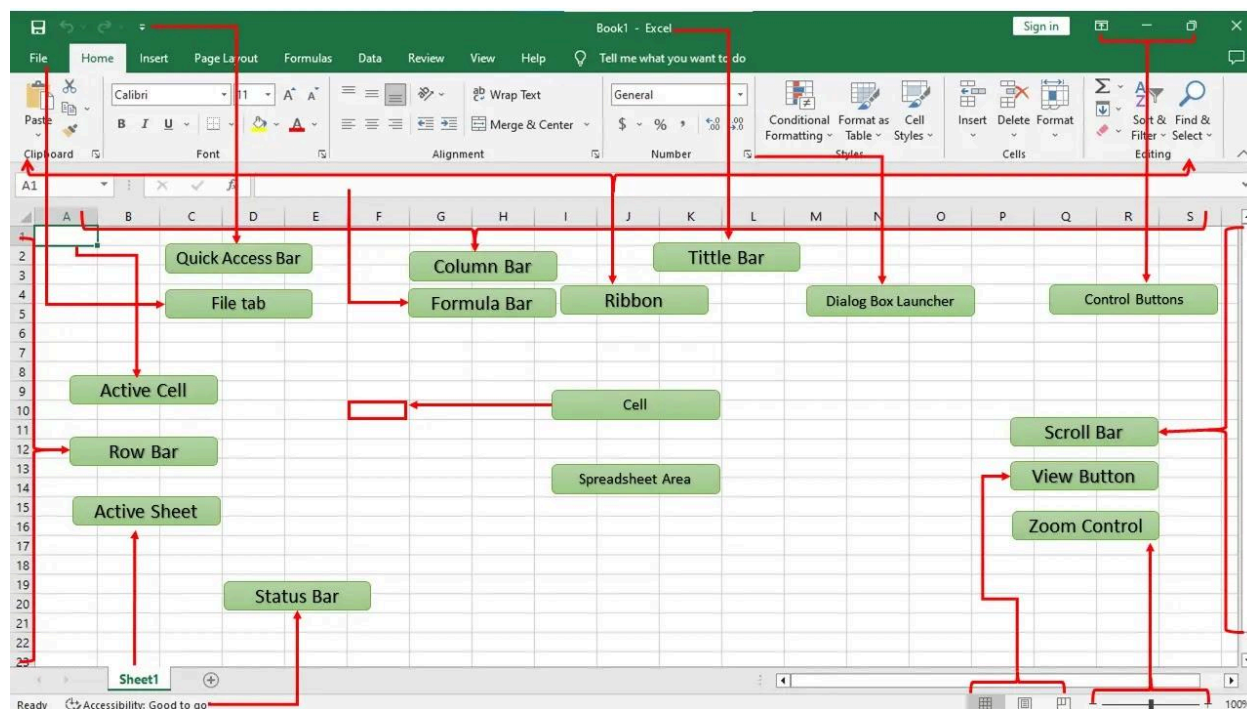 Book1 - Excel
Sign in
File Home Insert Page Layout Formulas Data Review View Help Tell me what you want to do
Calibri 11 A^ A˅ ab Wrap Text General
Paste B I U A Merge & Center $ % , .00 Conditional Formatting Format as Table Cell Styles Insert Delete Format Sort & Filter Find & Select
Clipboard Font Alignment Number Styles Cells Editing
A1 fx
A B C D E F G H I J K L M N O P Q R S
1
2
3
4
5
6
7
8
9
10
11
12
13
14
15
16
17
18
19
20
21
22
23
Quick Access Bar
Column Bar
Tittle Bar
File tab
Formula Bar
Ribbon
Dialog Box Launcher
Control Buttons
Active Cell
Cell
Scroll Bar
Row Bar
Spreadsheet Area
View Button
Active Sheet
Zoom Control
Status Bar
Sheet1
Ready Accessibility: Good to go 100%